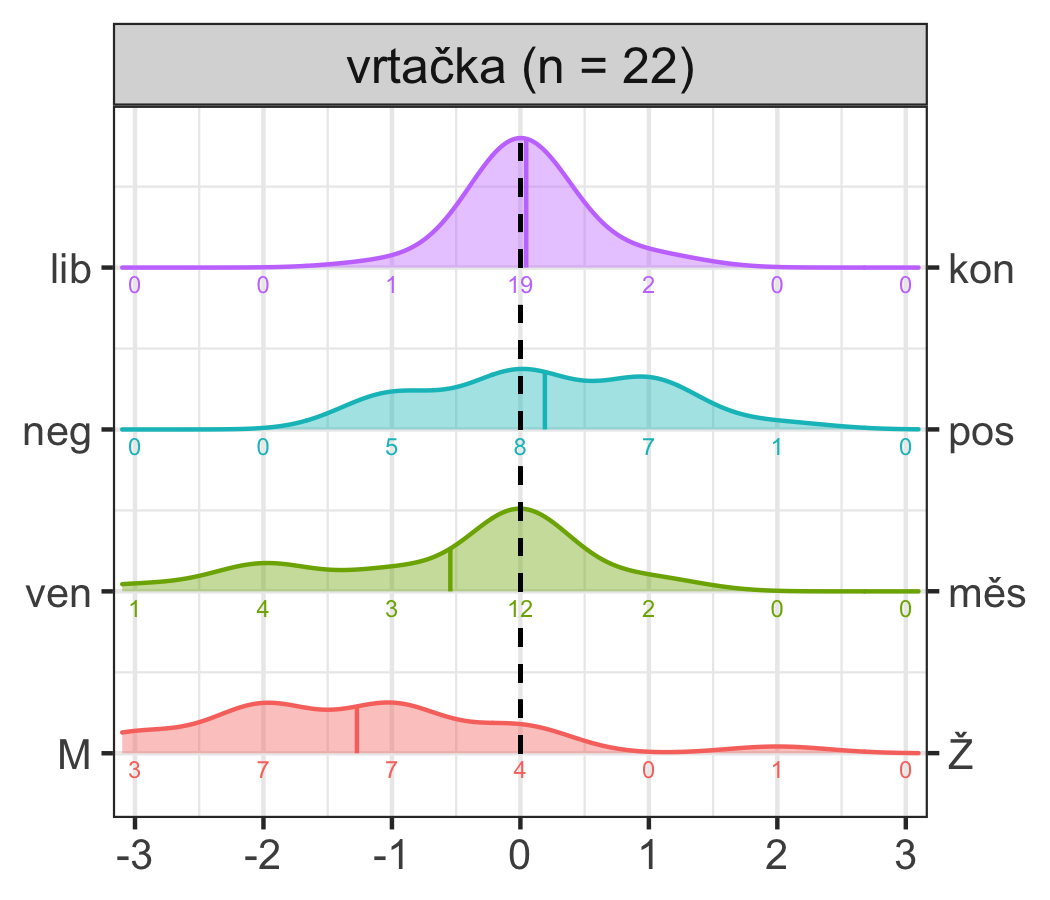 vrtačka (n = 22)
lib kon
0 0 1 19 2 0 0
neg pos
0 0 5 8 7 1 0
ven měs
1 4 3 12 2 0 0
M Ž
3 7 7 4 0 1 0
-3 -2 -1 0 1 2 3